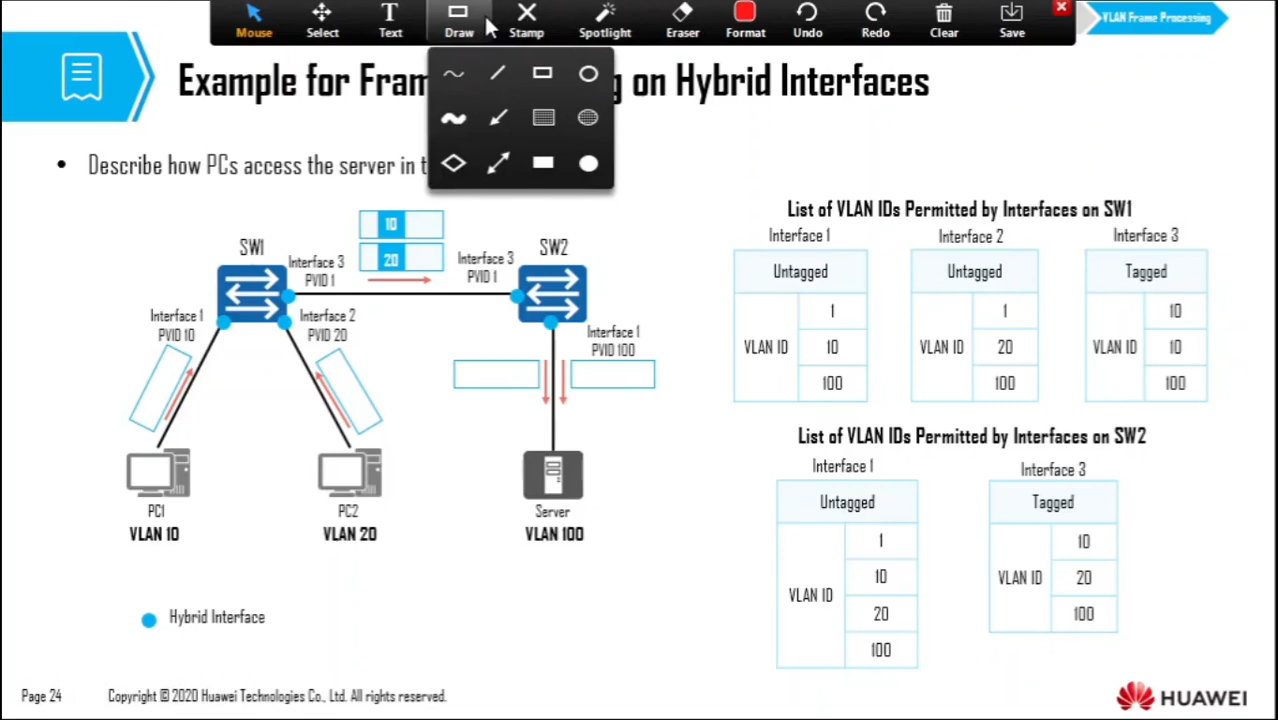 Mouse Select Text Draw Stamp Spotlight Eraser Format Undo Redo Clear Save
VLAN Frame Processing
Example for Fram g on Hybrid Interfaces
• Describe how PCs access the server in t
10
20
SW1
SW2
Interface 3
PVID 1
Interface 3
PVID 1
Interface 1
PVID 10
Interface 2
PVID 20
Interface 1
PVID 100
PC1
VLAN 10
PC2
VLAN 20
Server
VLAN 100
Hybrid Interface
List of VLAN IDs Permitted by Interfaces on SW1
Interface 1 Interface 2 Interface 3
Untagged Untagged Tagged
1 1 10
VLAN ID 10 VLAN ID 20 VLAN ID 10
100 100 100
List of VLAN IDs Permitted by Interfaces on SW2
Interface 1 Interface 3
Untagged Tagged
VLAN ID
1
10
20
100
VLAN ID
10
20
100
Page 24 Copyright © 2020 Huawei Technologies Co., Ltd. All rights reserved.
HUAWEI